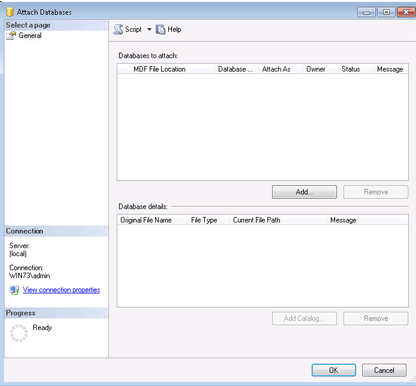 Attach Databases
Select a page
General
Script
Help
Databases to attach:
MDF File Location Database ... Attach As Owner Status Message
Add... Remove
Database details:
Original File Name File Type Current File Path Message
Add Catalog... Remove
Connection
Server:
(local)
Connection:
WIN73\admin
View connection properties
Progress
Ready
OK Cancel